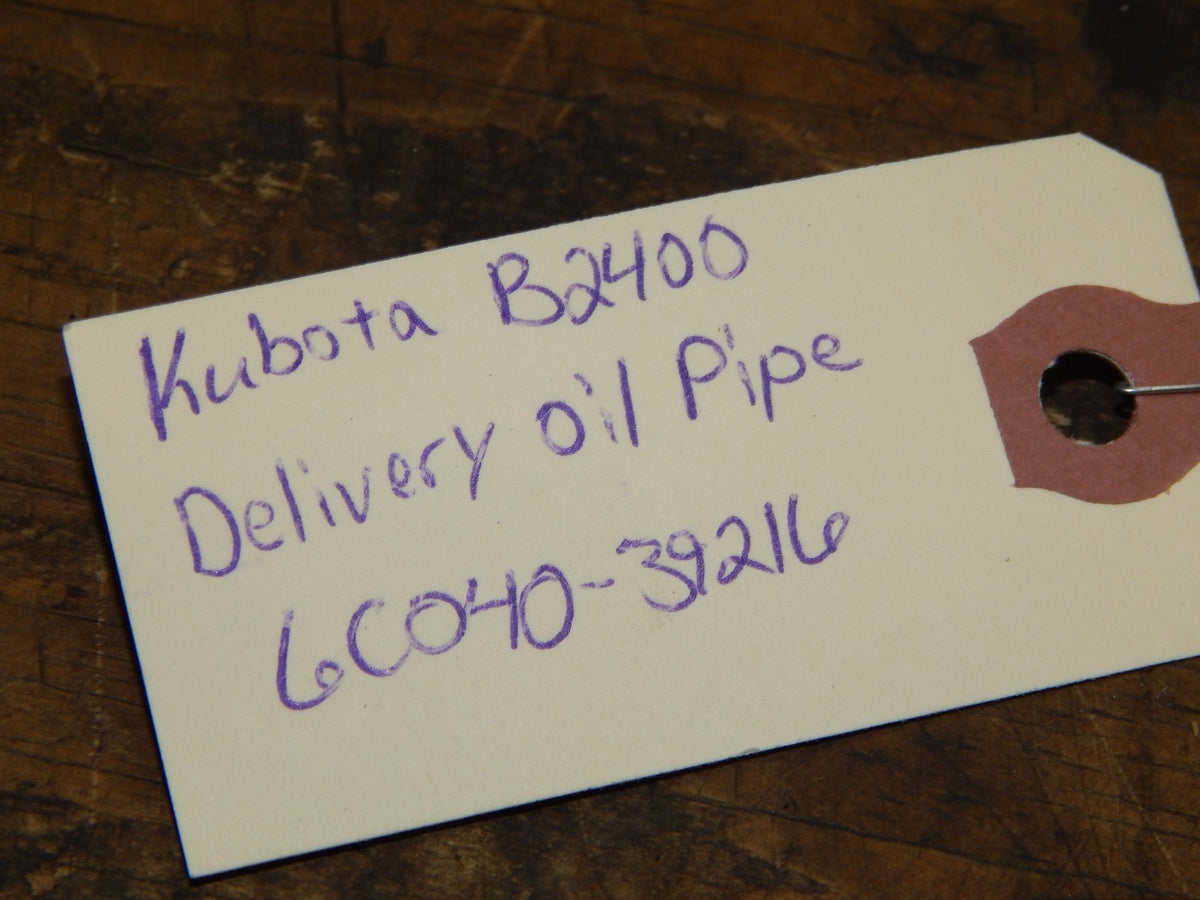 Kubota B2400
Delivery oil Pipe
6C040-39216